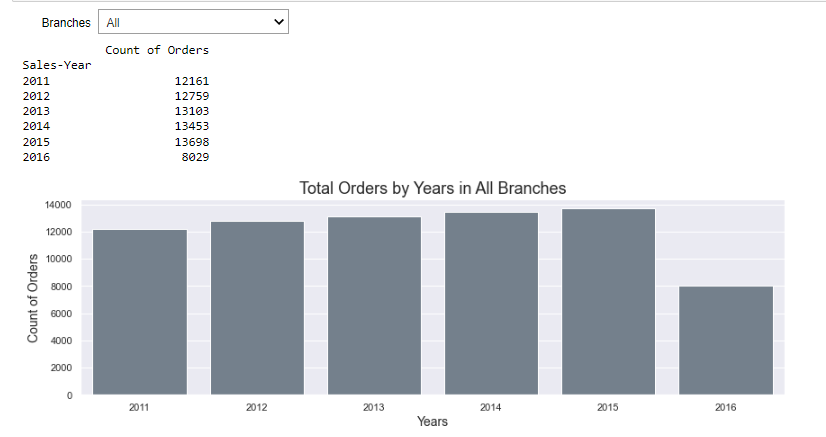 Branches All
Count of Orders
Sales-Year
2011 12161
2012 12759
2013 13103
2014 13453
2015 13698
2016 8029
Total Orders by Years in All Branches
14000
12000
10000
8000
6000
4000
2000
0
Count of Orders
2011 2012 2013 2014 2015 2016
Years